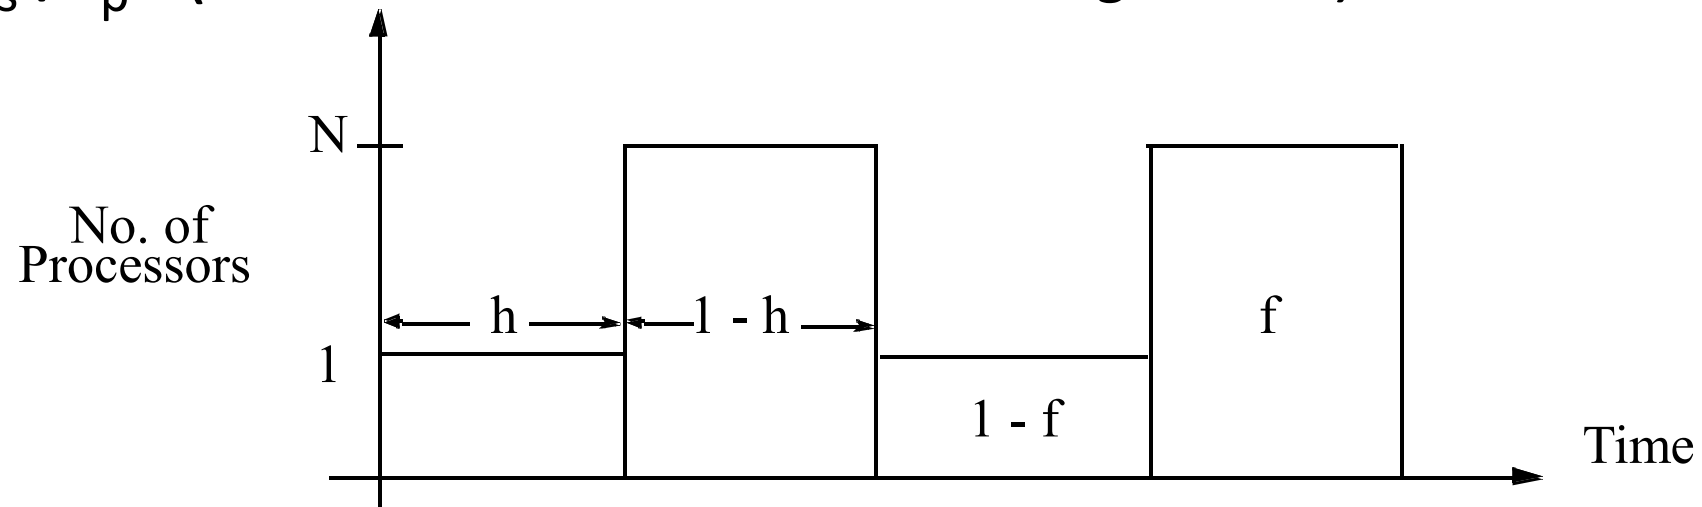 N
No. of
Processors
h
1 - h
f
1
1 - f
Time